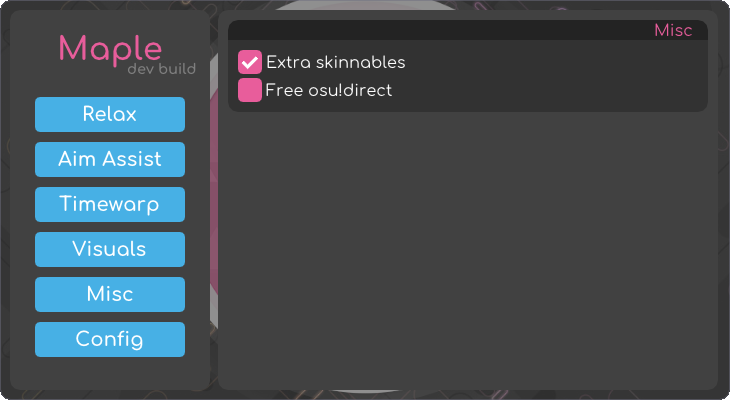 Maple
dev build
Relax
Aim Assist
Timewarp
Visuals
Misc
Config
Misc
Extra skinnables
Free osu!direct